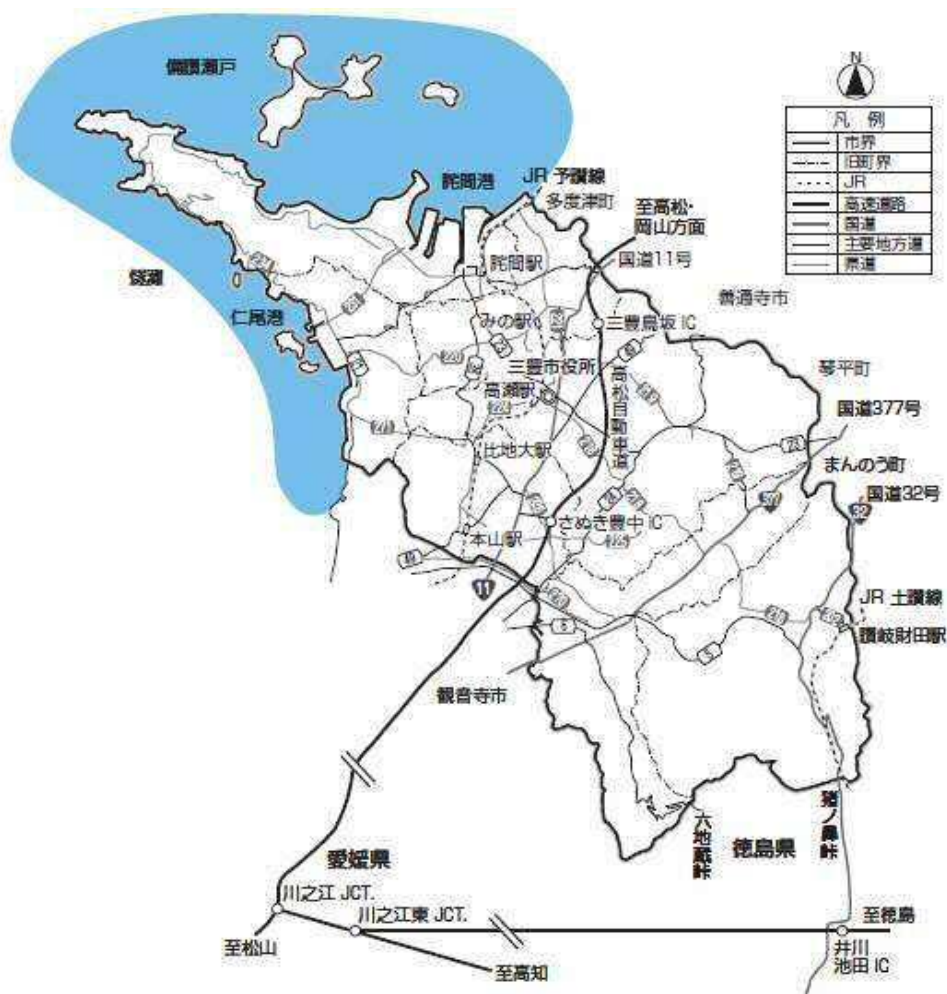 備讃瀬戸
N
凡 例
市界
旧町界
JR
高速道路
国道
主要地方道
県道
詫間港
JR 予讃線
多度津町
至高松・
岡山方面
国道11号
詫間駅
燧灘
善通寺市
仁尾港
みの駅
三豊鳥坂 IC
三豊市役所
高瀬駅
高松自動車道
琴平町
国道377号
比地大駅
まんのう町
国道32号
32
さぬき豊中 IC
本山駅
49
11
JR 土讃線
讃岐財田駅
6
5
観音寺市
六地蔵峠
猪ノ鼻峠
愛媛県
徳島県
川之江 JCT.
川之江東 JCT.
至徳島
至松山
井川
池田 IC
至高知